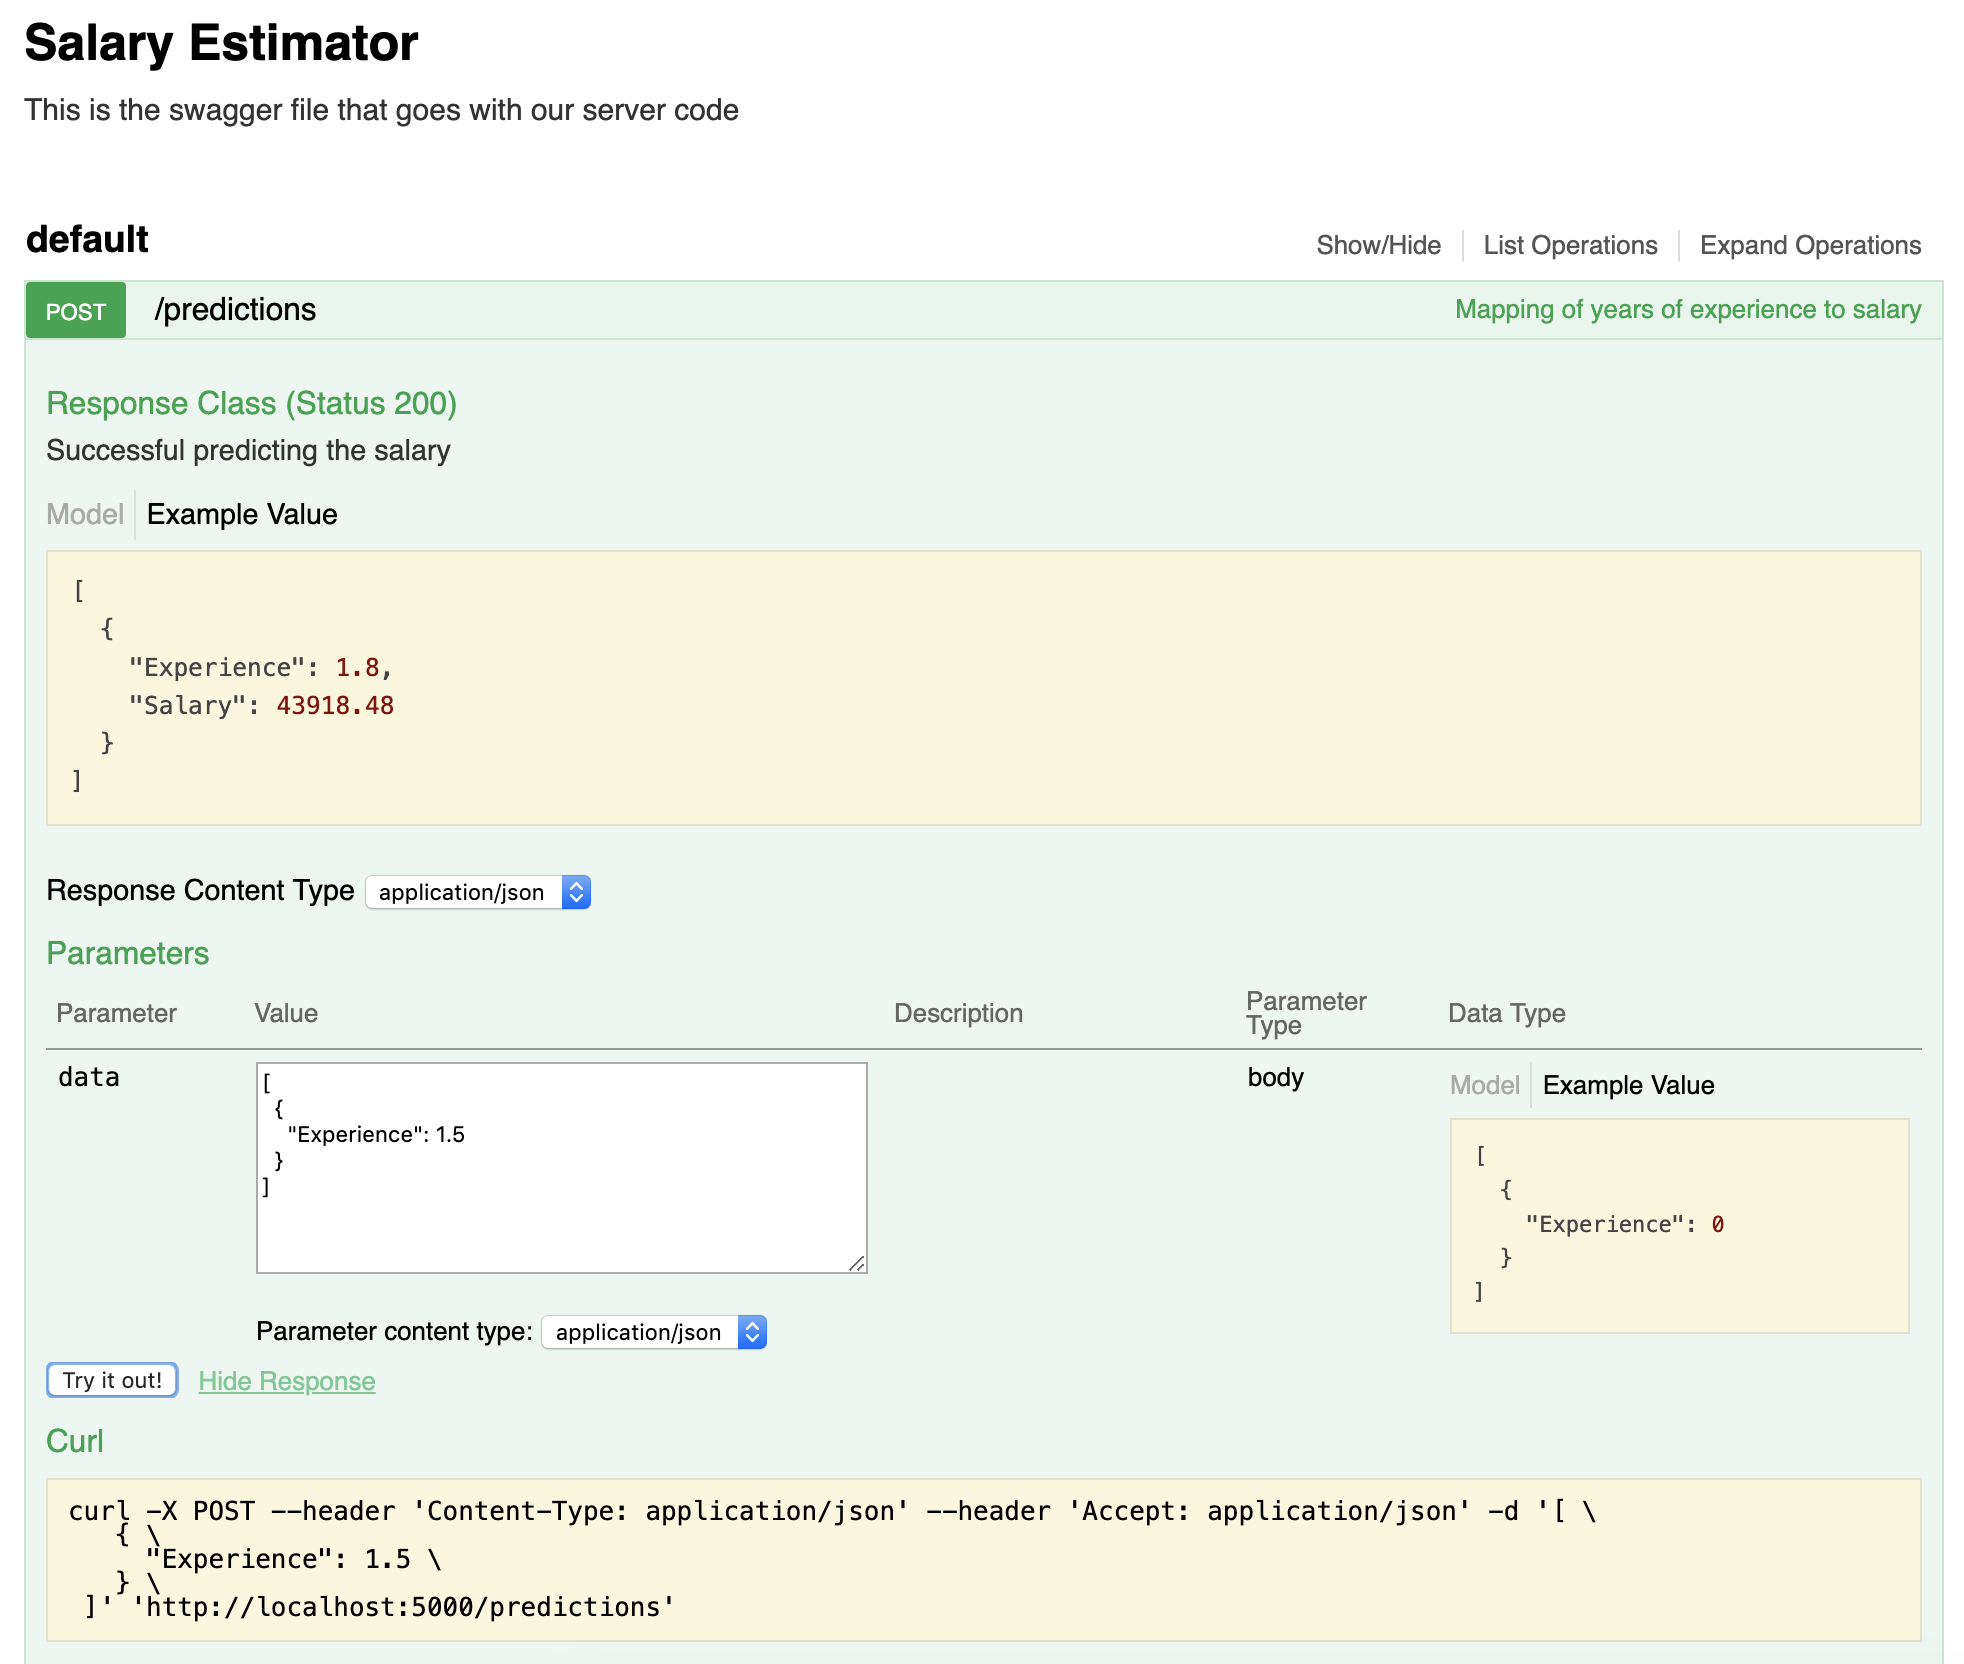 Salary Estimator
This is the swagger file that goes with our server code
default
Show/Hide
List Operations
Expand Operations
POST
/predictions
Mapping of years of experience to salary
Response Class (Status 200)
Successful predicting the salary
Model
Example Value
[
  {
    "Experience": 1.8,
    "Salary": 43918.48
  }
]
Response Content Type
application/json
Parameters
Parameter
Value
Description
Parameter
Type
Data Type
data
[
  {
    "Experience": 1.5
  }
]
body
Model
Example Value
[
  {
    "Experience": 0
  }
]
Parameter content type:
application/json
Try it out!
Hide Response
Curl
curl -X POST --header 'Content-Type: application/json' --header 'Accept: application/json' -d '[ \
   { \
     "Experience": 1.5 \
   } \
 ]' 'http://localhost:5000/predictions'